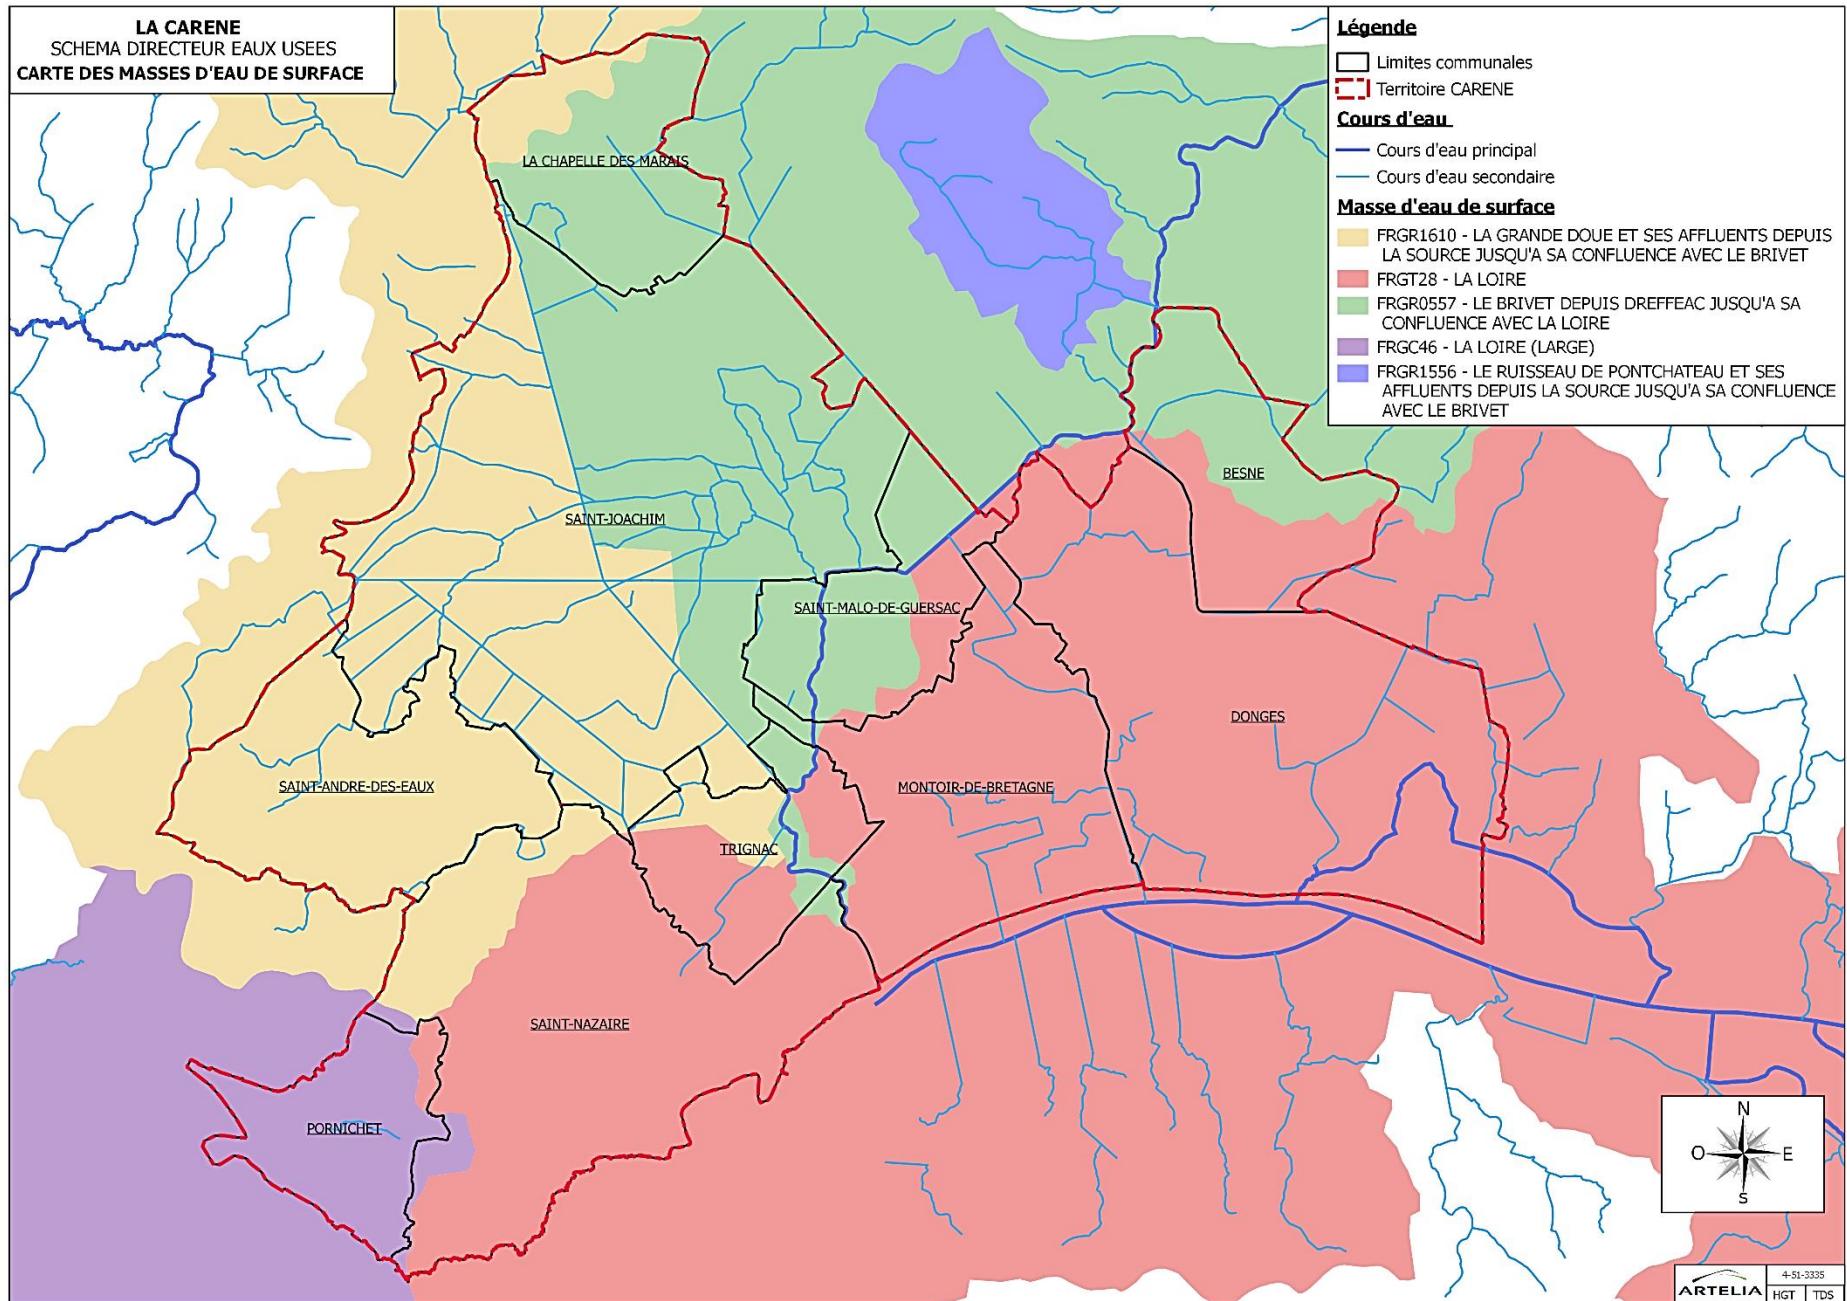 LA CARENE
SCHEMA DIRECTEUR EAUX USEES
CARTE DES MASSES D'EAU DE SURFACE
Légende
Limites communales
Territoire CARENE
Cours d'eau
Cours d'eau principal
Cours d'eau secondaire
Masse d'eau de surface
FRGR1610 - LA GRANDE DOUE ET SES AFFLUENTS DEPUIS
LA SOURCE JUSQU'A SA CONFLUENCE AVEC LE BRIVET
FRGT28 - LA LOIRE
FRGR0557 - LE BRIVET DEPUIS DREFFEAC JUSQU'A SA
CONFLUENCE AVEC LA LOIRE
FRGC46 - LA LOIRE (LARGE)
FRGR1556 - LE RUISSEAU DE PONTCHATEAU ET SES
AFFLUENTS DEPUIS LA SOURCE JUSQU'A SA CONFLUENCE
AVEC LE BRIVET
LA CHAPELLE DES MARAIS
BESNE
SAINT-JOACHIM
SAINT-MALO-DE-GUERSAC
DONGES
SAINT-ANDRE-DES-EAUX
MONTOIR-DE-BRETAGNE
TRIGNAC
SAINT-NAZAIRE
PORNICHET
N
O
E
S
ARTELIA
4-51-3335
HGT
TDS